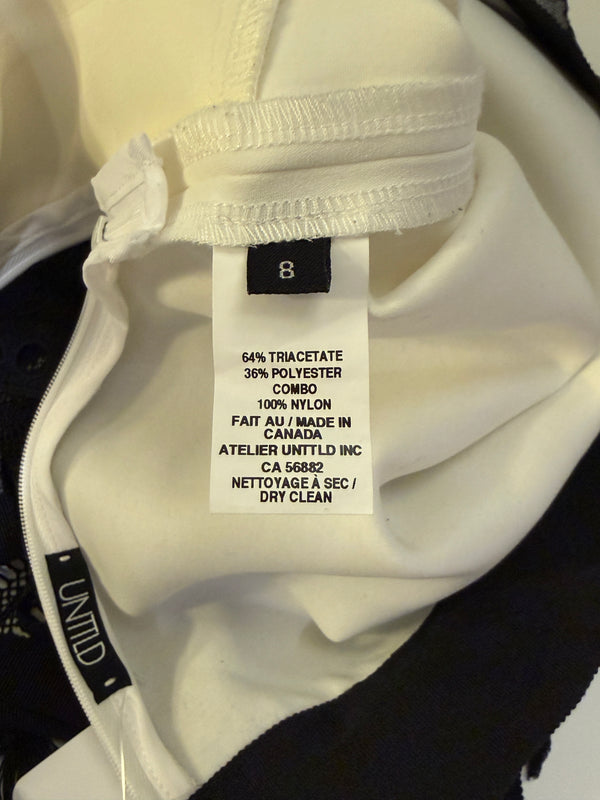 8
64% TRIACETATE
36% POLYESTER
COMBO
100% NYLON
FAIT AU / MADE IN
CANADA
ATELIER UNTTLD INC
CA 56882
NETTOYAGE À SEC /
DRY CLEAN
UNTTLD